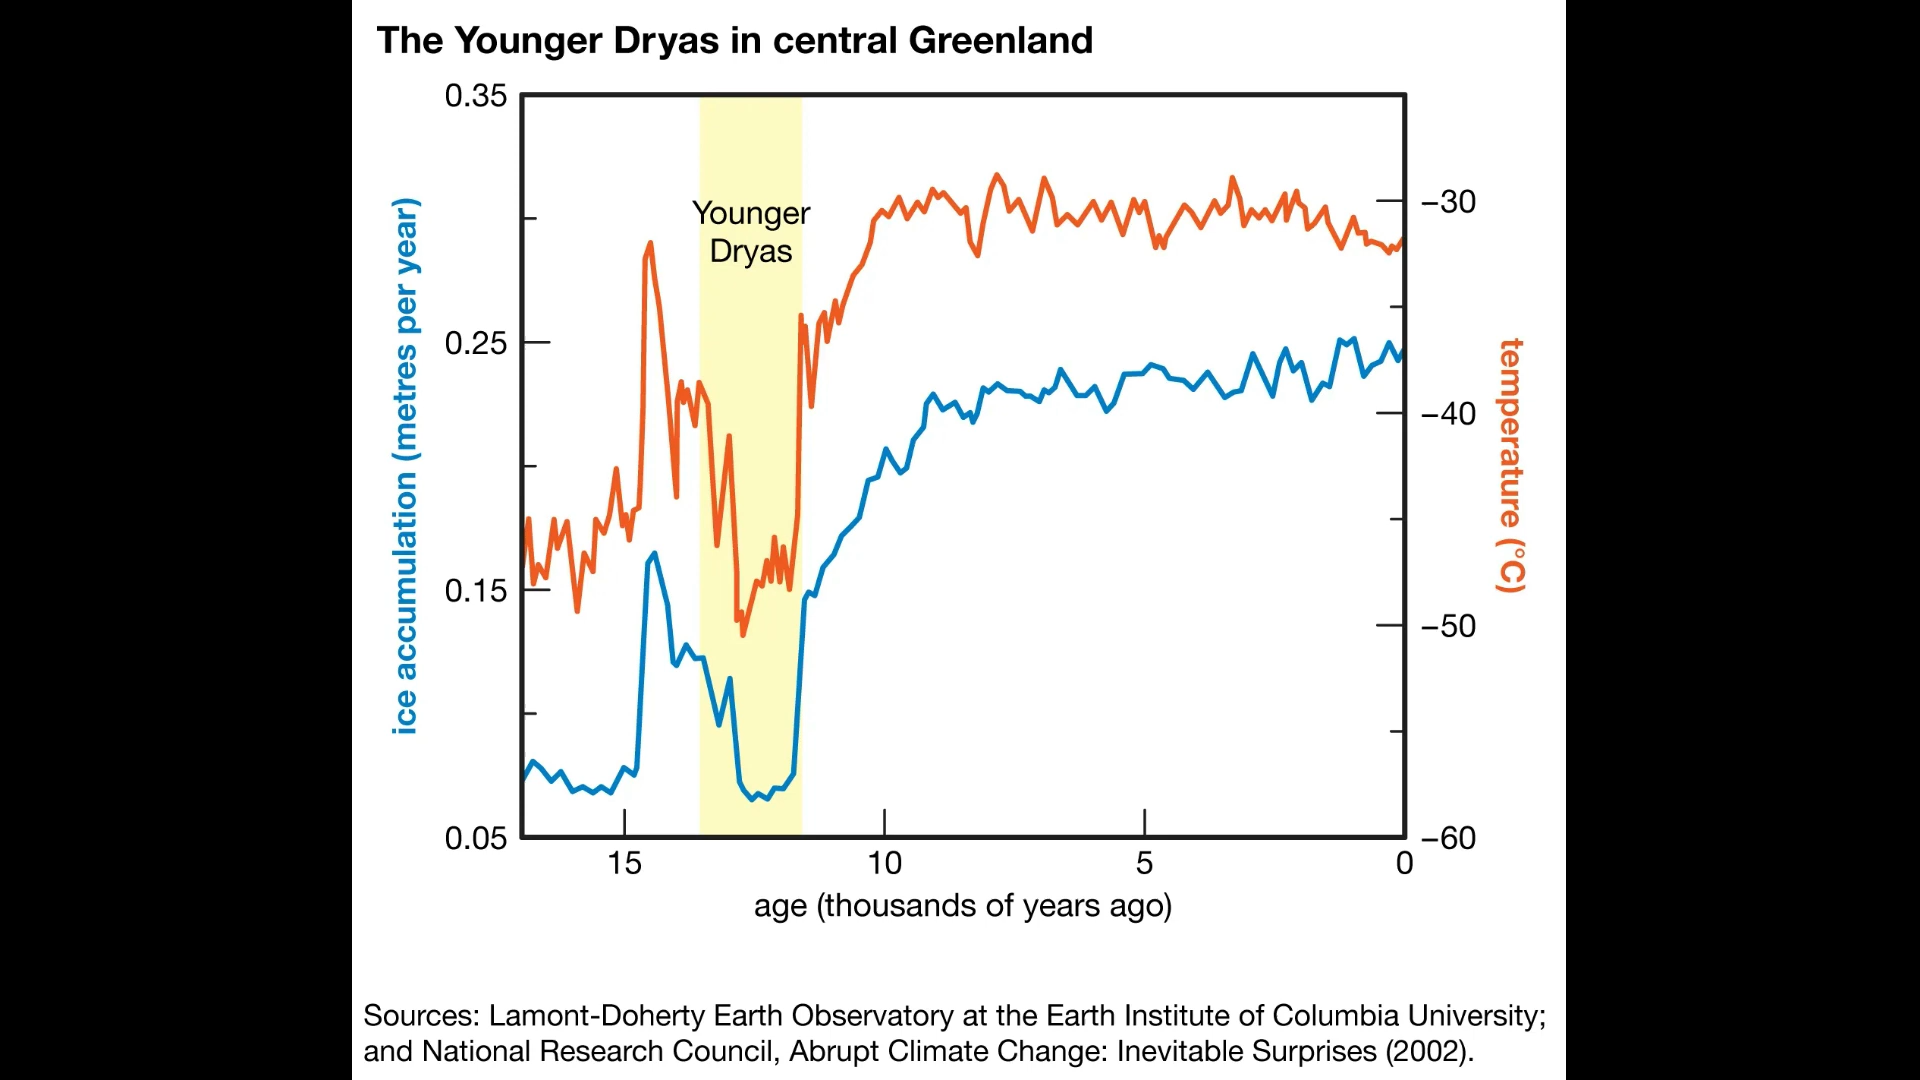 The Younger Dryas in central Greenland
0.35
0.25
0.15
0.05
ice accumulation (metres per year)
Younger
Dryas
−30
−40
−50
−60
temperature (°C)
15
10
5
0
age (thousands of years ago)
Sources: Lamont-Doherty Earth Observatory at the Earth Institute of Columbia University;
and National Research Council, Abrupt Climate Change: Inevitable Surprises (2002).